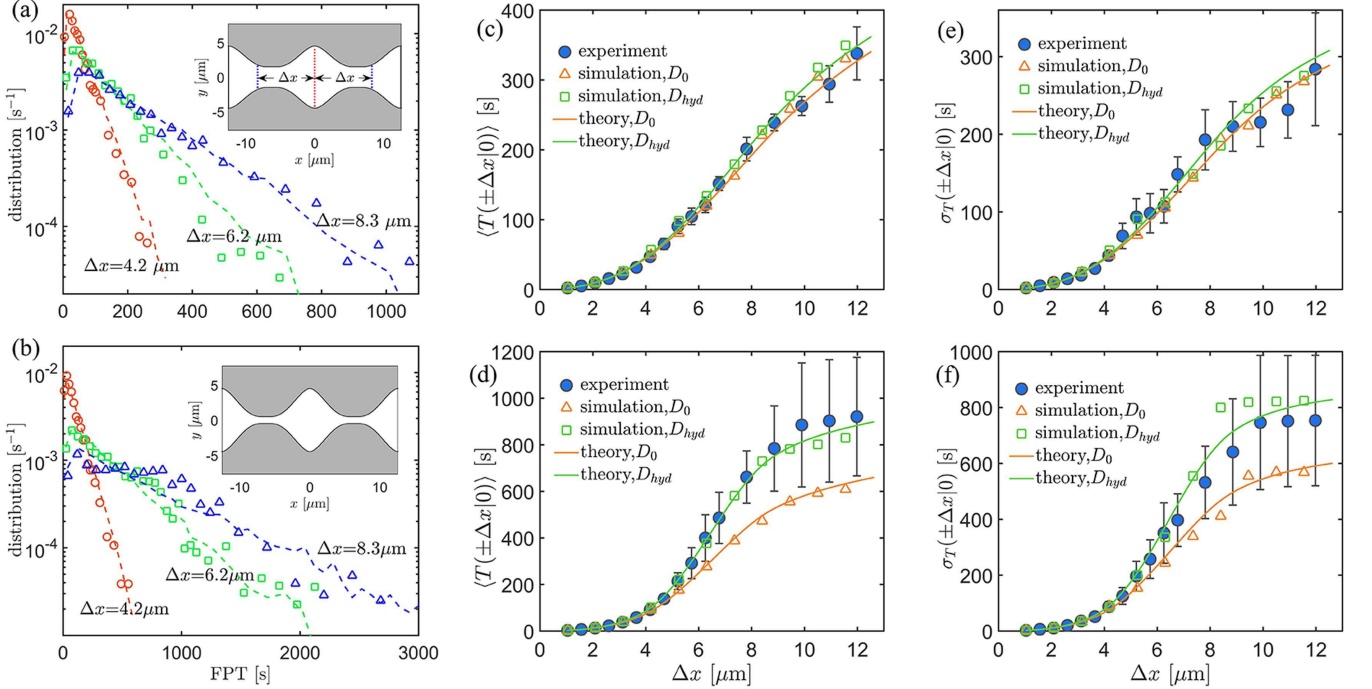 (a)
distribution [s⁻¹]
10⁻²
10⁻³
10⁻⁴
0 200 400 600 800 1000
Δx=8.3 μm
Δx=6.2 μm
Δx=4.2 μm
y [μm]
5
0
-5
Δx Δx
-10 0 10
x [μm]
(b)
distribution [s⁻¹]
10⁻²
10⁻³
10⁻⁴
0 1000 2000 3000
FPT [s]
Δx=8.3μm
Δx=6.2μm
Δx=4.2μm
y [μm]
5
0
-5
-10 0 10
x [μm]
(c)
⟨T(±Δx|0)⟩ [s]
400
300
200
100
0
experiment
simulation,D₀
simulation,D_hyd
theory,D₀
theory,D_hyd
0 2 4 6 8 10 12
(d)
⟨T(±Δx|0)⟩ [s]
1200
1000
800
600
400
200
0
experiment
simulation,D₀
simulation,D_hyd
theory,D₀
theory,D_hyd
0 2 4 6 8 10 12
Δx [μm]
(e)
σ_T(±Δx|0) [s]
300
200
100
0
experiment
simulation,D₀
simulation,D_hyd
theory,D₀
theory,D_hyd
0 2 4 6 8 10 12
(f)
σ_T(±Δx|0) [s]
1000
800
600
400
200
0
experiment
simulation,D₀
simulation,D_hyd
theory,D₀
theory,D_hyd
0 2 4 6 8 10 12
Δx [μm]